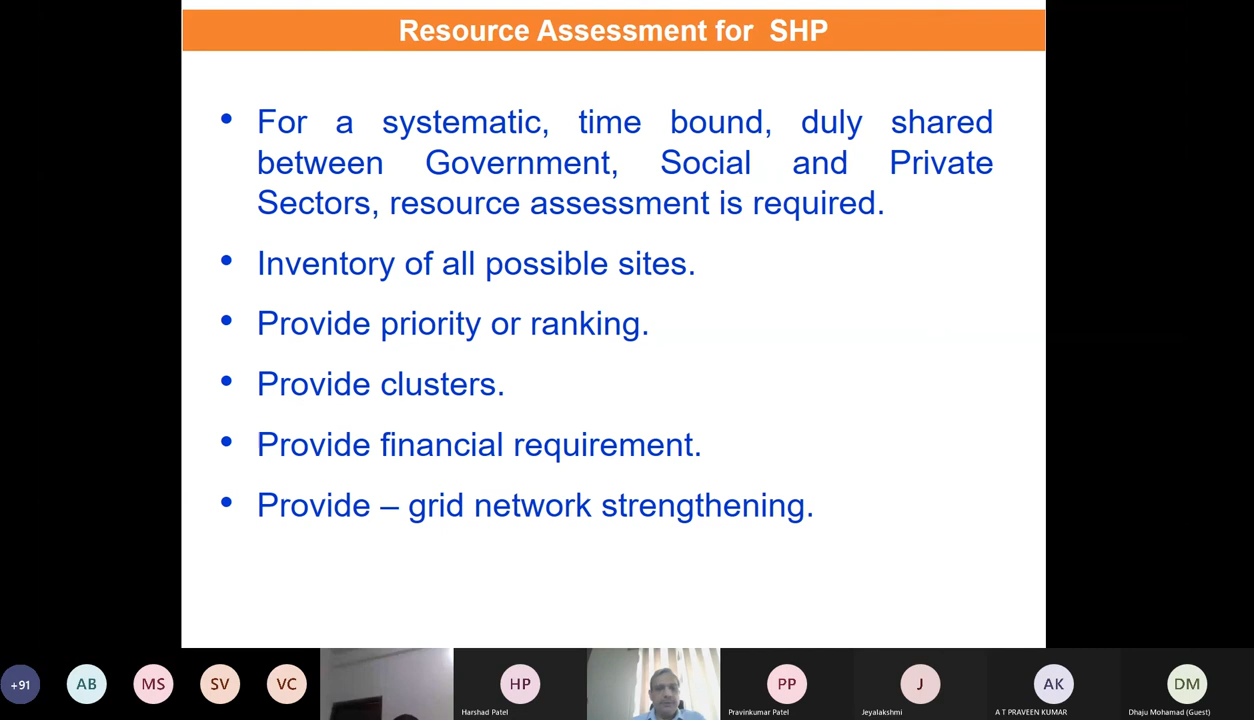 Resource Assessment for SHP
• For a systematic, time bound, duly shared
between Government, Social and Private
Sectors, resource assessment is required.
• Inventory of all possible sites.
• Provide priority or ranking.
• Provide clusters.
• Provide financial requirement.
• Provide – grid network strengthening.
+91
AB
MS
SV
VC
HP
PP
J
AK
DM
Harshad Patel
Pravinkumar Patel
Jeyalakshmi
A T PRAVEEN KUMAR
Dhaju Mohamad (Guest)